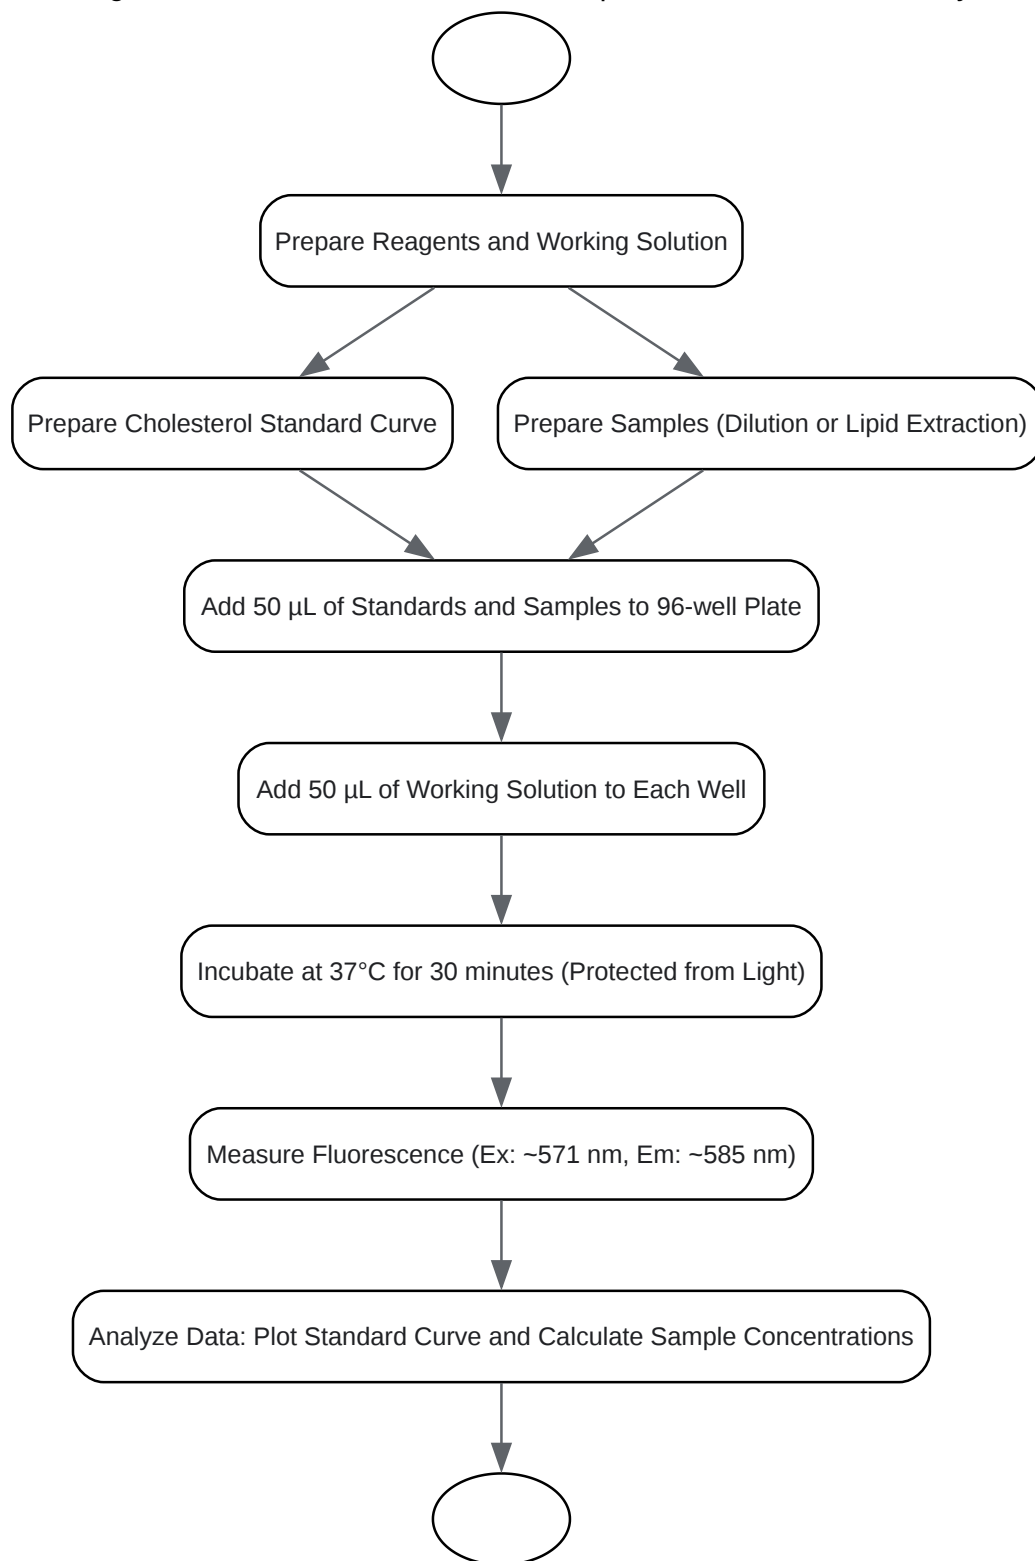 Prepare Reagents and Working Solution
Prepare Cholesterol Standard Curve
Prepare Samples (Dilution or Lipid Extraction)
Add 50 µL of Standards and Samples to 96-well Plate
Add 50 µL of Working Solution to Each Well
Incubate at 37°C for 30 minutes (Protected from Light)
Measure Fluorescence (Ex: ~571 nm, Em: ~585 nm)
Analyze Data: Plot Standard Curve and Calculate Sample Concentrations